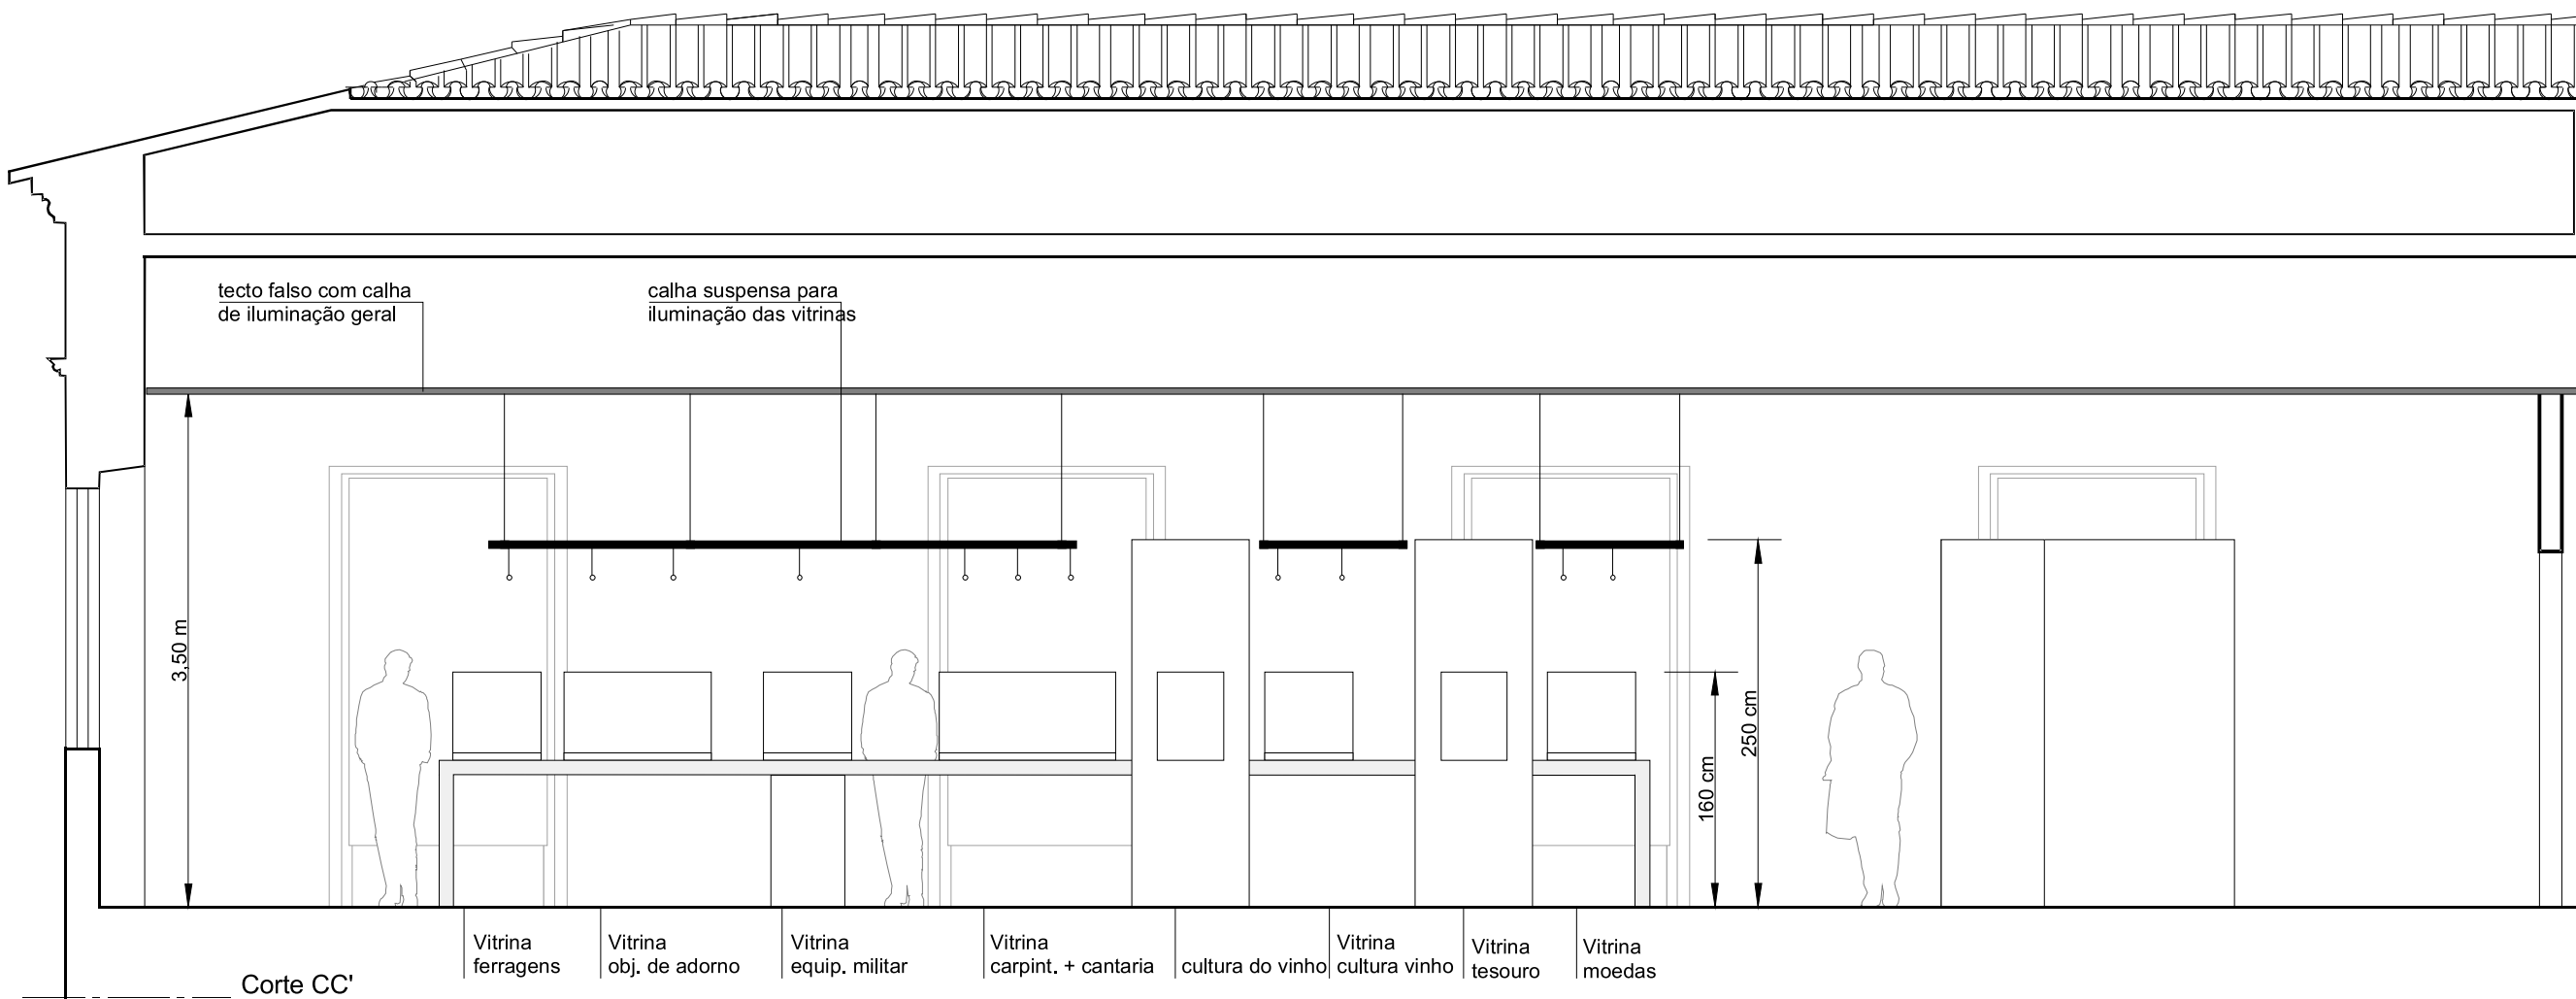 tecto falso com calha
de iluminação geral
calha suspensa para
iluminação das vitrinas
3,50 m
250 cm
160 cm
Vitrina
ferragens
Vitrina
obj. de adorno
Vitrina
equip. militar
Vitrina
carpint. + cantaria
cultura do vinho
Vitrina
cultura vinho
Vitrina
tesouro
Vitrina
moedas
Corte CC'